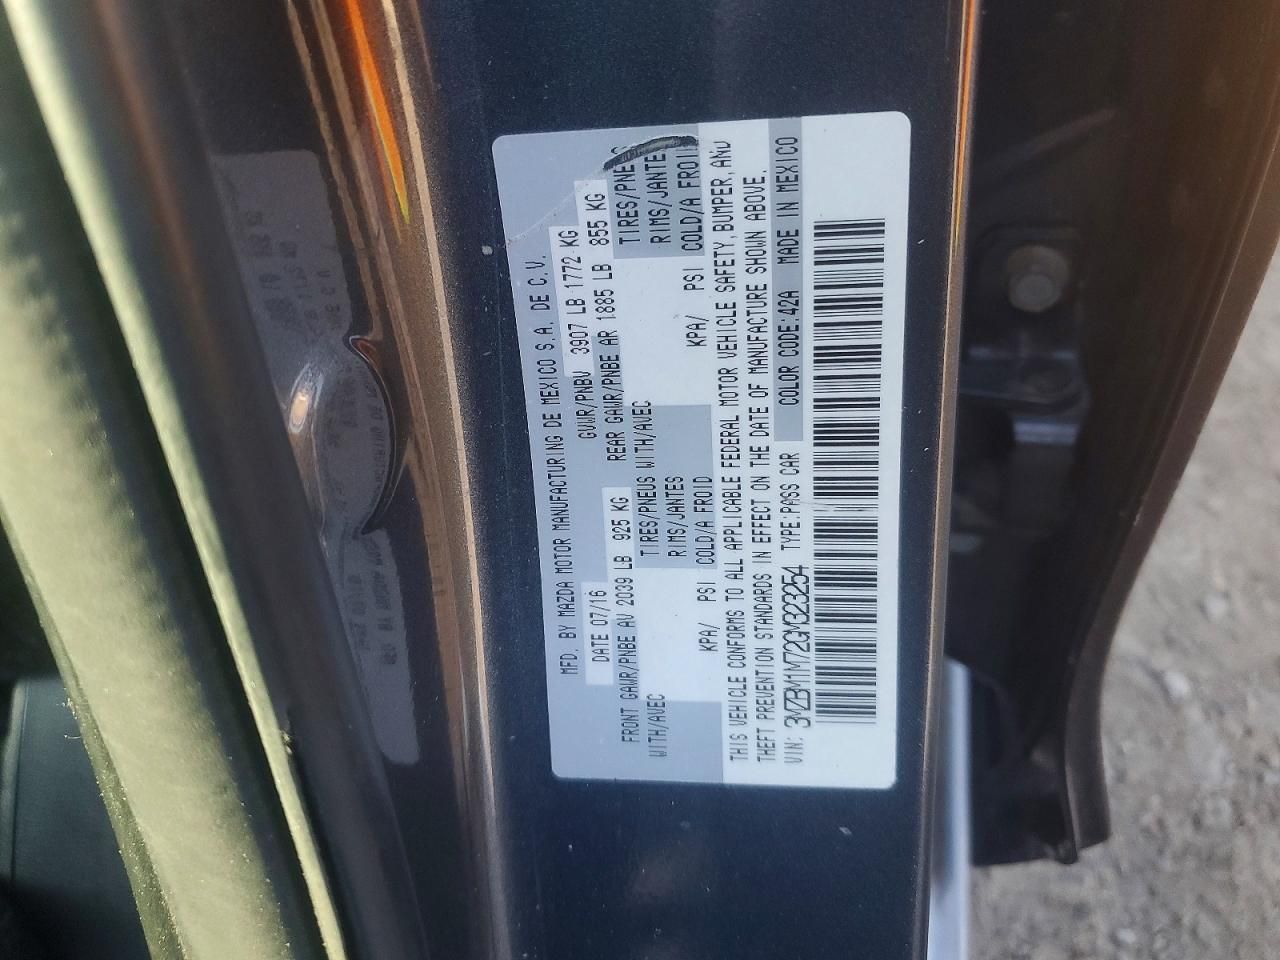 MFD. BY MAZDA MOTOR MANUFACTURING DE MEXICO S.A. DE C.V.
DATE 07/16 GVWR/PNBV 3907 LB 1772 KG
FRONT GAWR/PNBE AV 2039 LB 925 KG REAR GAWR/PNBE AR 1885 LB 855 KG
WITH/AVEC TIRES/PNEUS WITH/AVEC TIRES/
RIMS/JANTES RIMS/JANTE
KPA/ PSI COLD/A FROID KPA/ PSI COLD/A FROI
THIS VEHICLE CONFORMS TO ALL APPLICABLE FEDERAL MOTOR VEHICLE SAFETY, BUMPER, AND
THEFT PREVENTION STANDARDS IN EFFECT ON THE DATE OF MANUFACTURE SHOWN ABOVE.
VIN: 3MZBM1M72GM323254 TYPE:PASS CAR COLOR CODE:42A MADE IN MEXICO